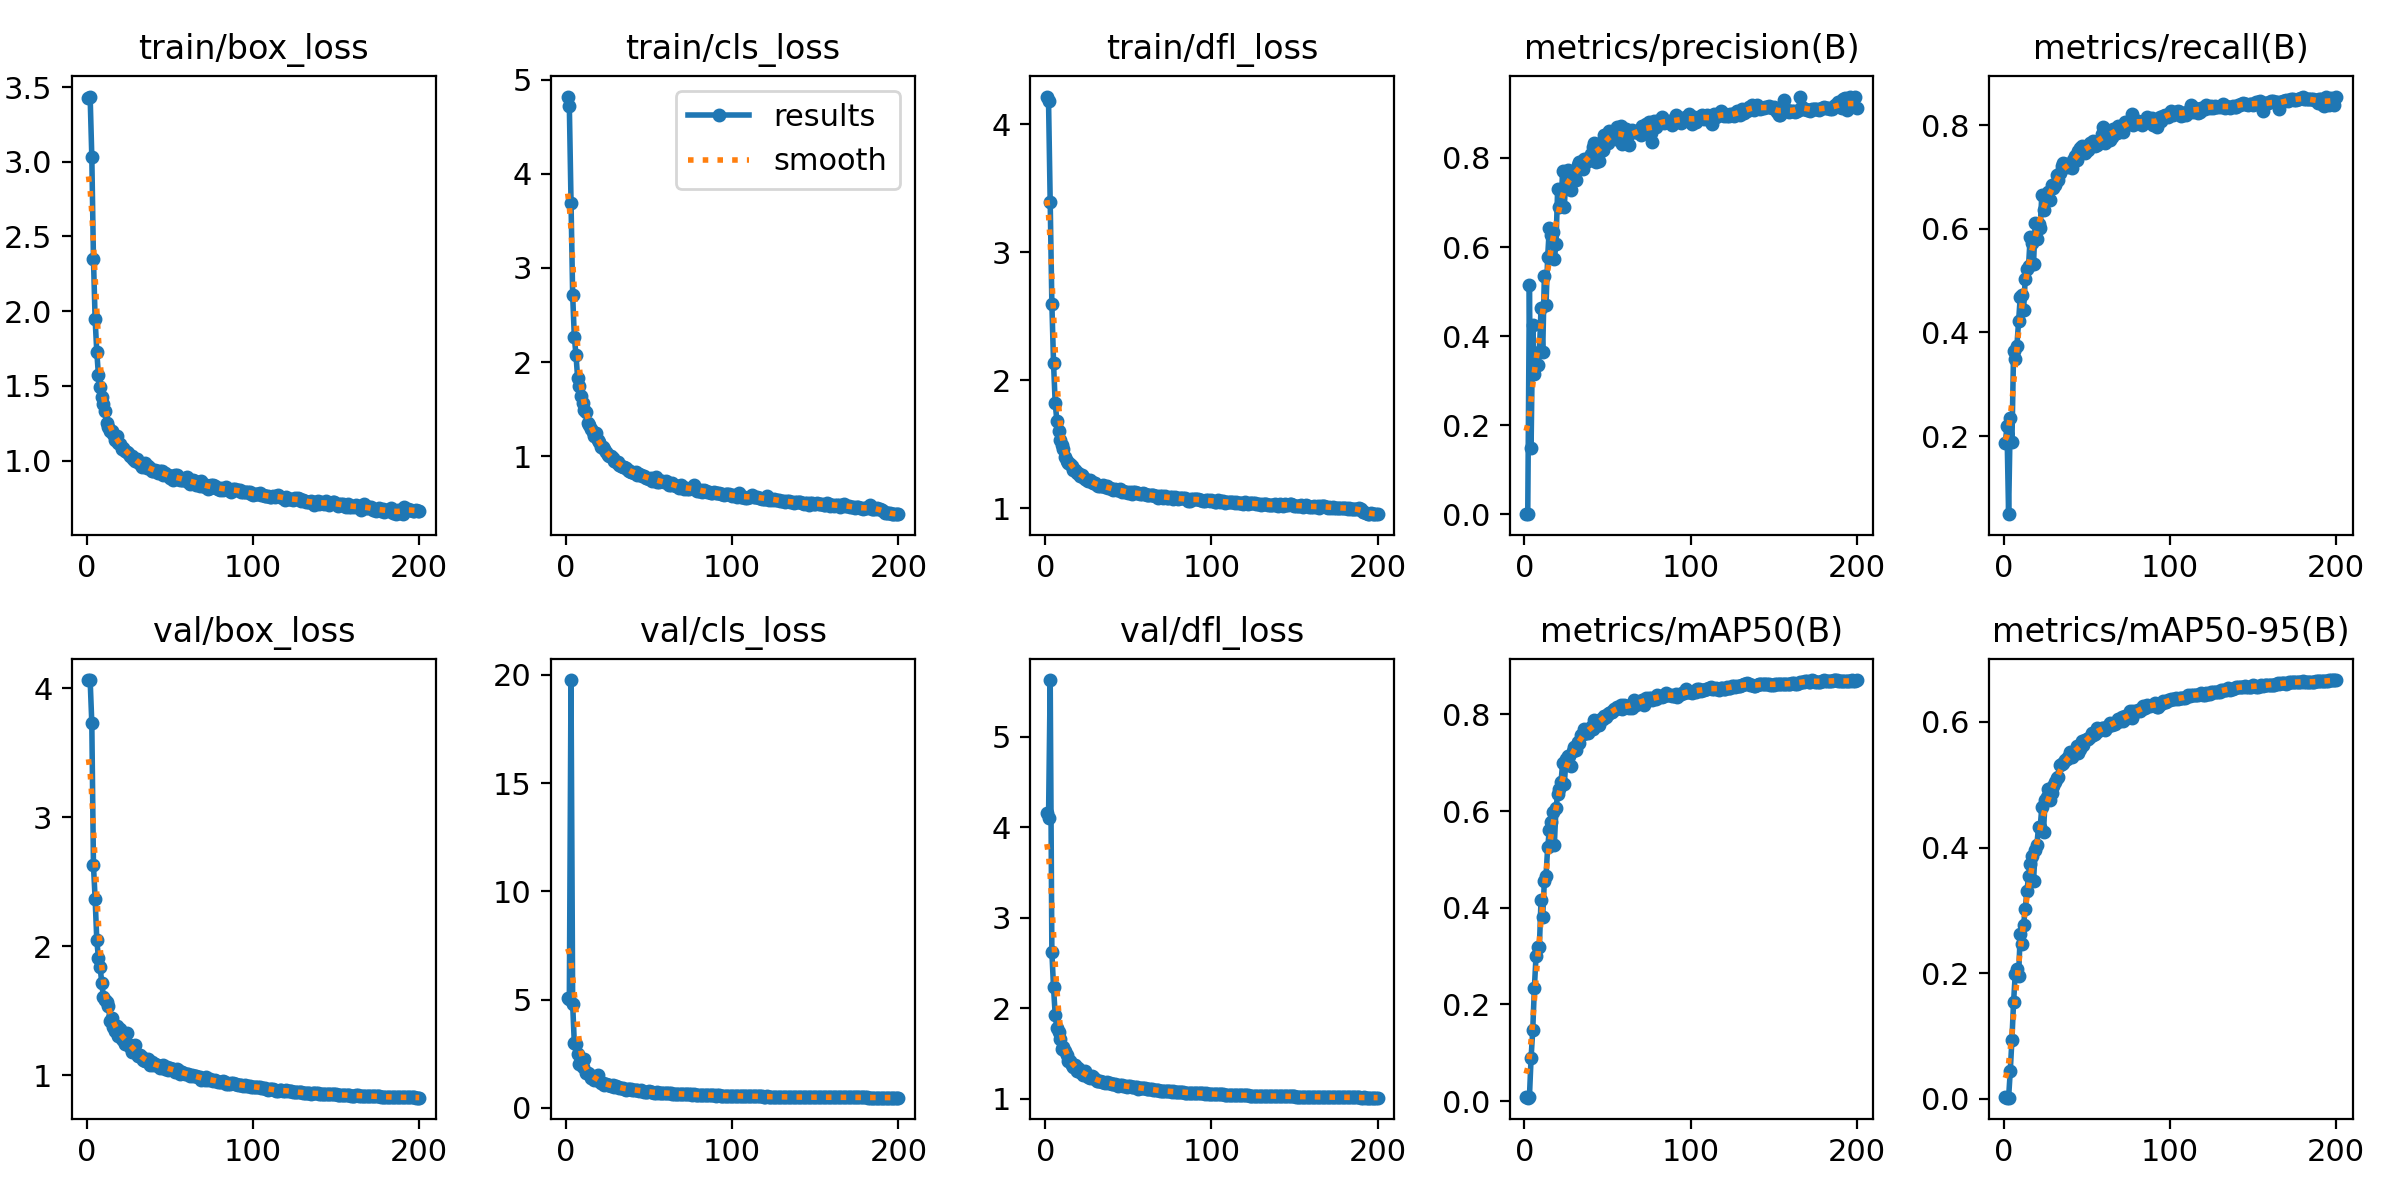 train/box_loss
3.5
3.0
2.5
2.0
1.5
1.0
0 100 200
train/cls_loss
5
4
3
2
1
results
smooth
0 100 200
train/dfl_loss
4
3
2
1
0 100 200
metrics/precision(B)
0.8
0.6
0.4
0.2
0.0
0 100 200
metrics/recall(B)
0.8
0.6
0.4
0.2
0 100 200
val/box_loss
4
3
2
1
0 100 200
val/cls_loss
20
15
10
5
0
0 100 200
val/dfl_loss
5
4
3
2
1
0 100 200
metrics/mAP50(B)
0.8
0.6
0.4
0.2
0.0
0 100 200
metrics/mAP50-95(B)
0.6
0.4
0.2
0.0
0 100 200